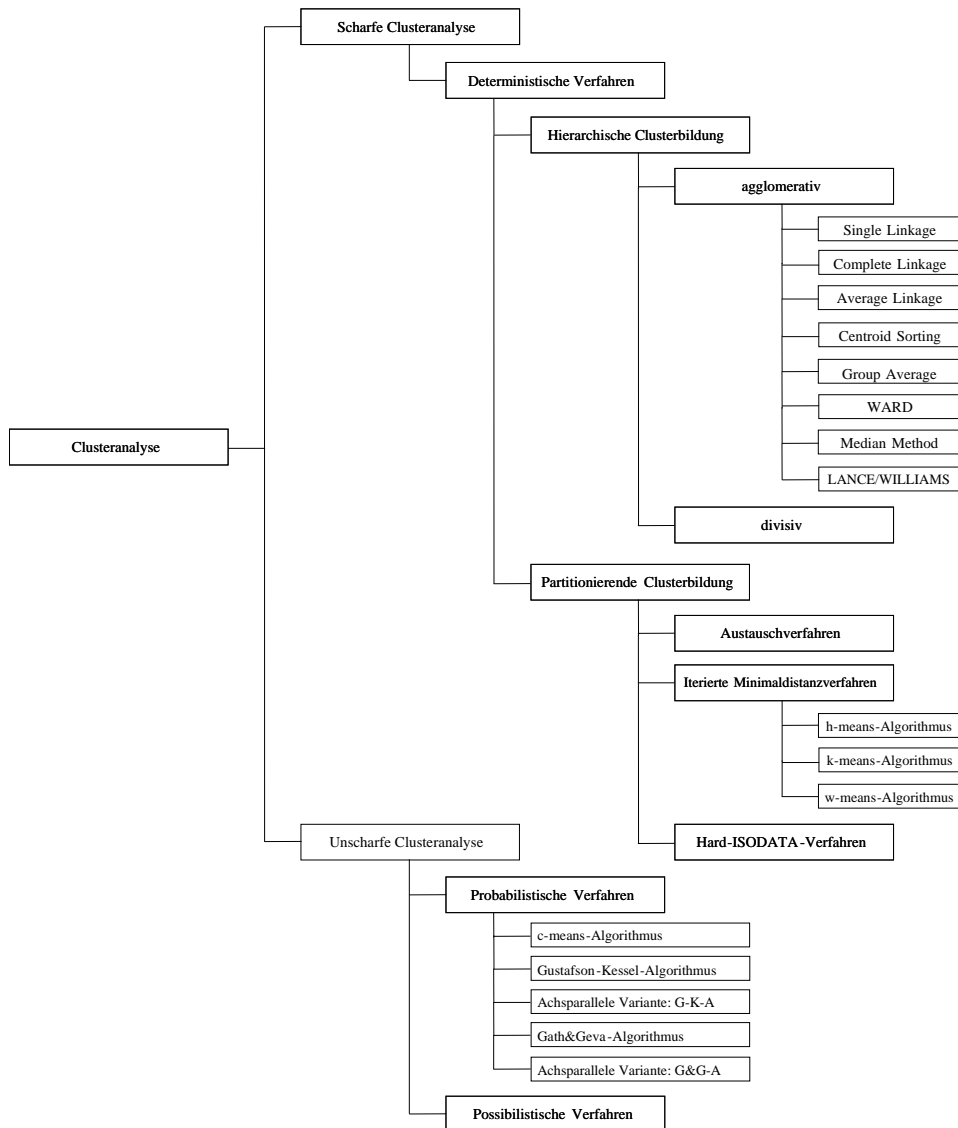 Scharfe Clusteranalyse
Deterministische Verfahren
Hierarchische Clusterbildung
agglomerativ
Single Linkage
Complete Linkage
Average Linkage
Centroid Sorting
Group Average
WARD
Clusteranalyse
Median Method
LANCE/WILLIAMS
divisiv
Partitionierende Clusterbildung
Austauschverfahren
Iterierte Minimaldistanzverfahren
h-means-Algorithmus
k-means-Algorithmus
w-means-Algorithmus
Unscharfe Clusteranalyse
Hard-ISODATA-Verfahren
Probabilistische Verfahren
c-means-Algorithmus
Gustafson-Kessel-Algorithmus
Achsparallele Variante: G-K-A
Gath&Geva-Algorithmus
Achsparallele Variante: G&G-A
Possibilistische Verfahren